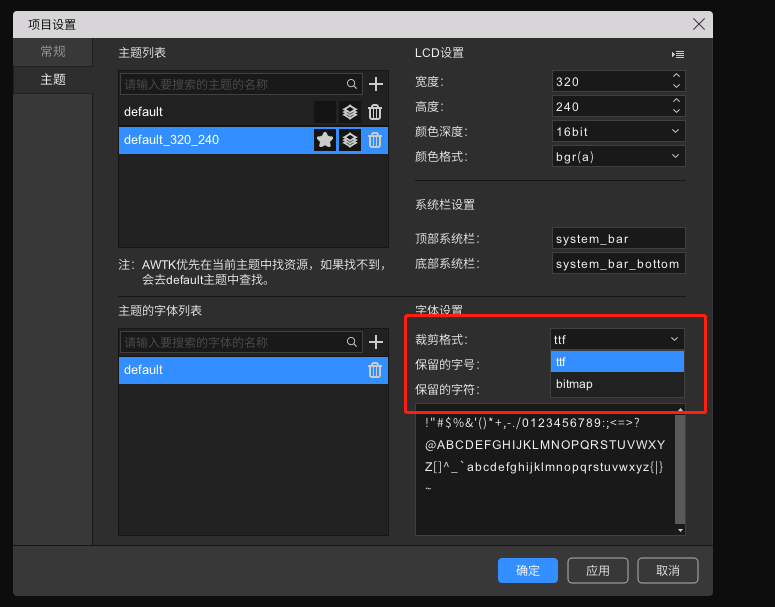 项目设置
常规
主题
主题列表
请输入要搜索的主题的名称
default
default_320_240
注：AWTK优先在当前主题中找资源，如果找不到，
会去default主题中查找。
主题的字体列表
请输入要搜索的字体的名称
default
LCD设置
宽度：
320
高度：
240
颜色深度：
16bit
颜色格式：
bgr(a)
系统栏设置
顶部系统栏：
system_bar
底部系统栏：
system_bar_bottom
字体设置
裁剪格式：
ttf
保留的字号：
ttf
保留的字符：
bitmap
!"#$%&'()*+,-./0123456789:;<=>?
@ABCDEFGHIJKLMNOPQRSTUVWXY
Z[]^_`abcdefghijklmnopqrstuvwxyz{|}
~
确定
应用
取消